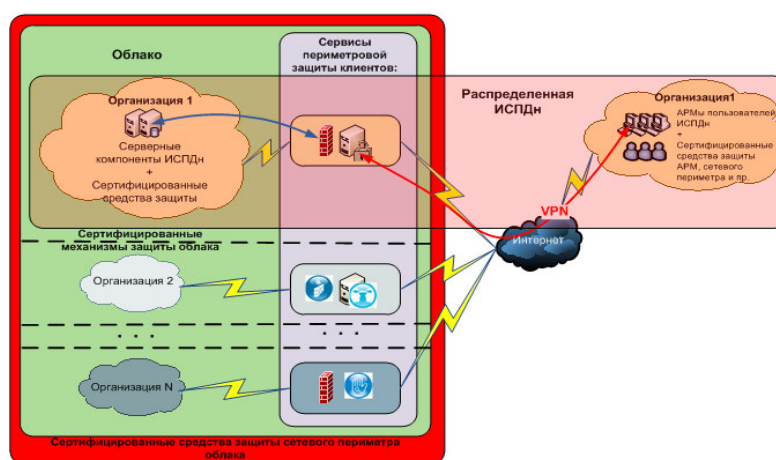 Облако
Сервисы
периметровой
защиты клиентов:
Организация 1
Серверные
компоненты ИСПДн
+
Сертифицированные
средства защиты
Распределенная
ИСПДн
Организация1
АРМы пользователей
ИСПДн
+
Сертифицированные
средства защиты
АРМ, сетевого
периметра и пр.
VPN
Интернет
Сертифицированные
механизмы защиты облака
Организация 2
. . .
. . .
Организация N
Сертифицированные средства защиты сетевого периметра
облака